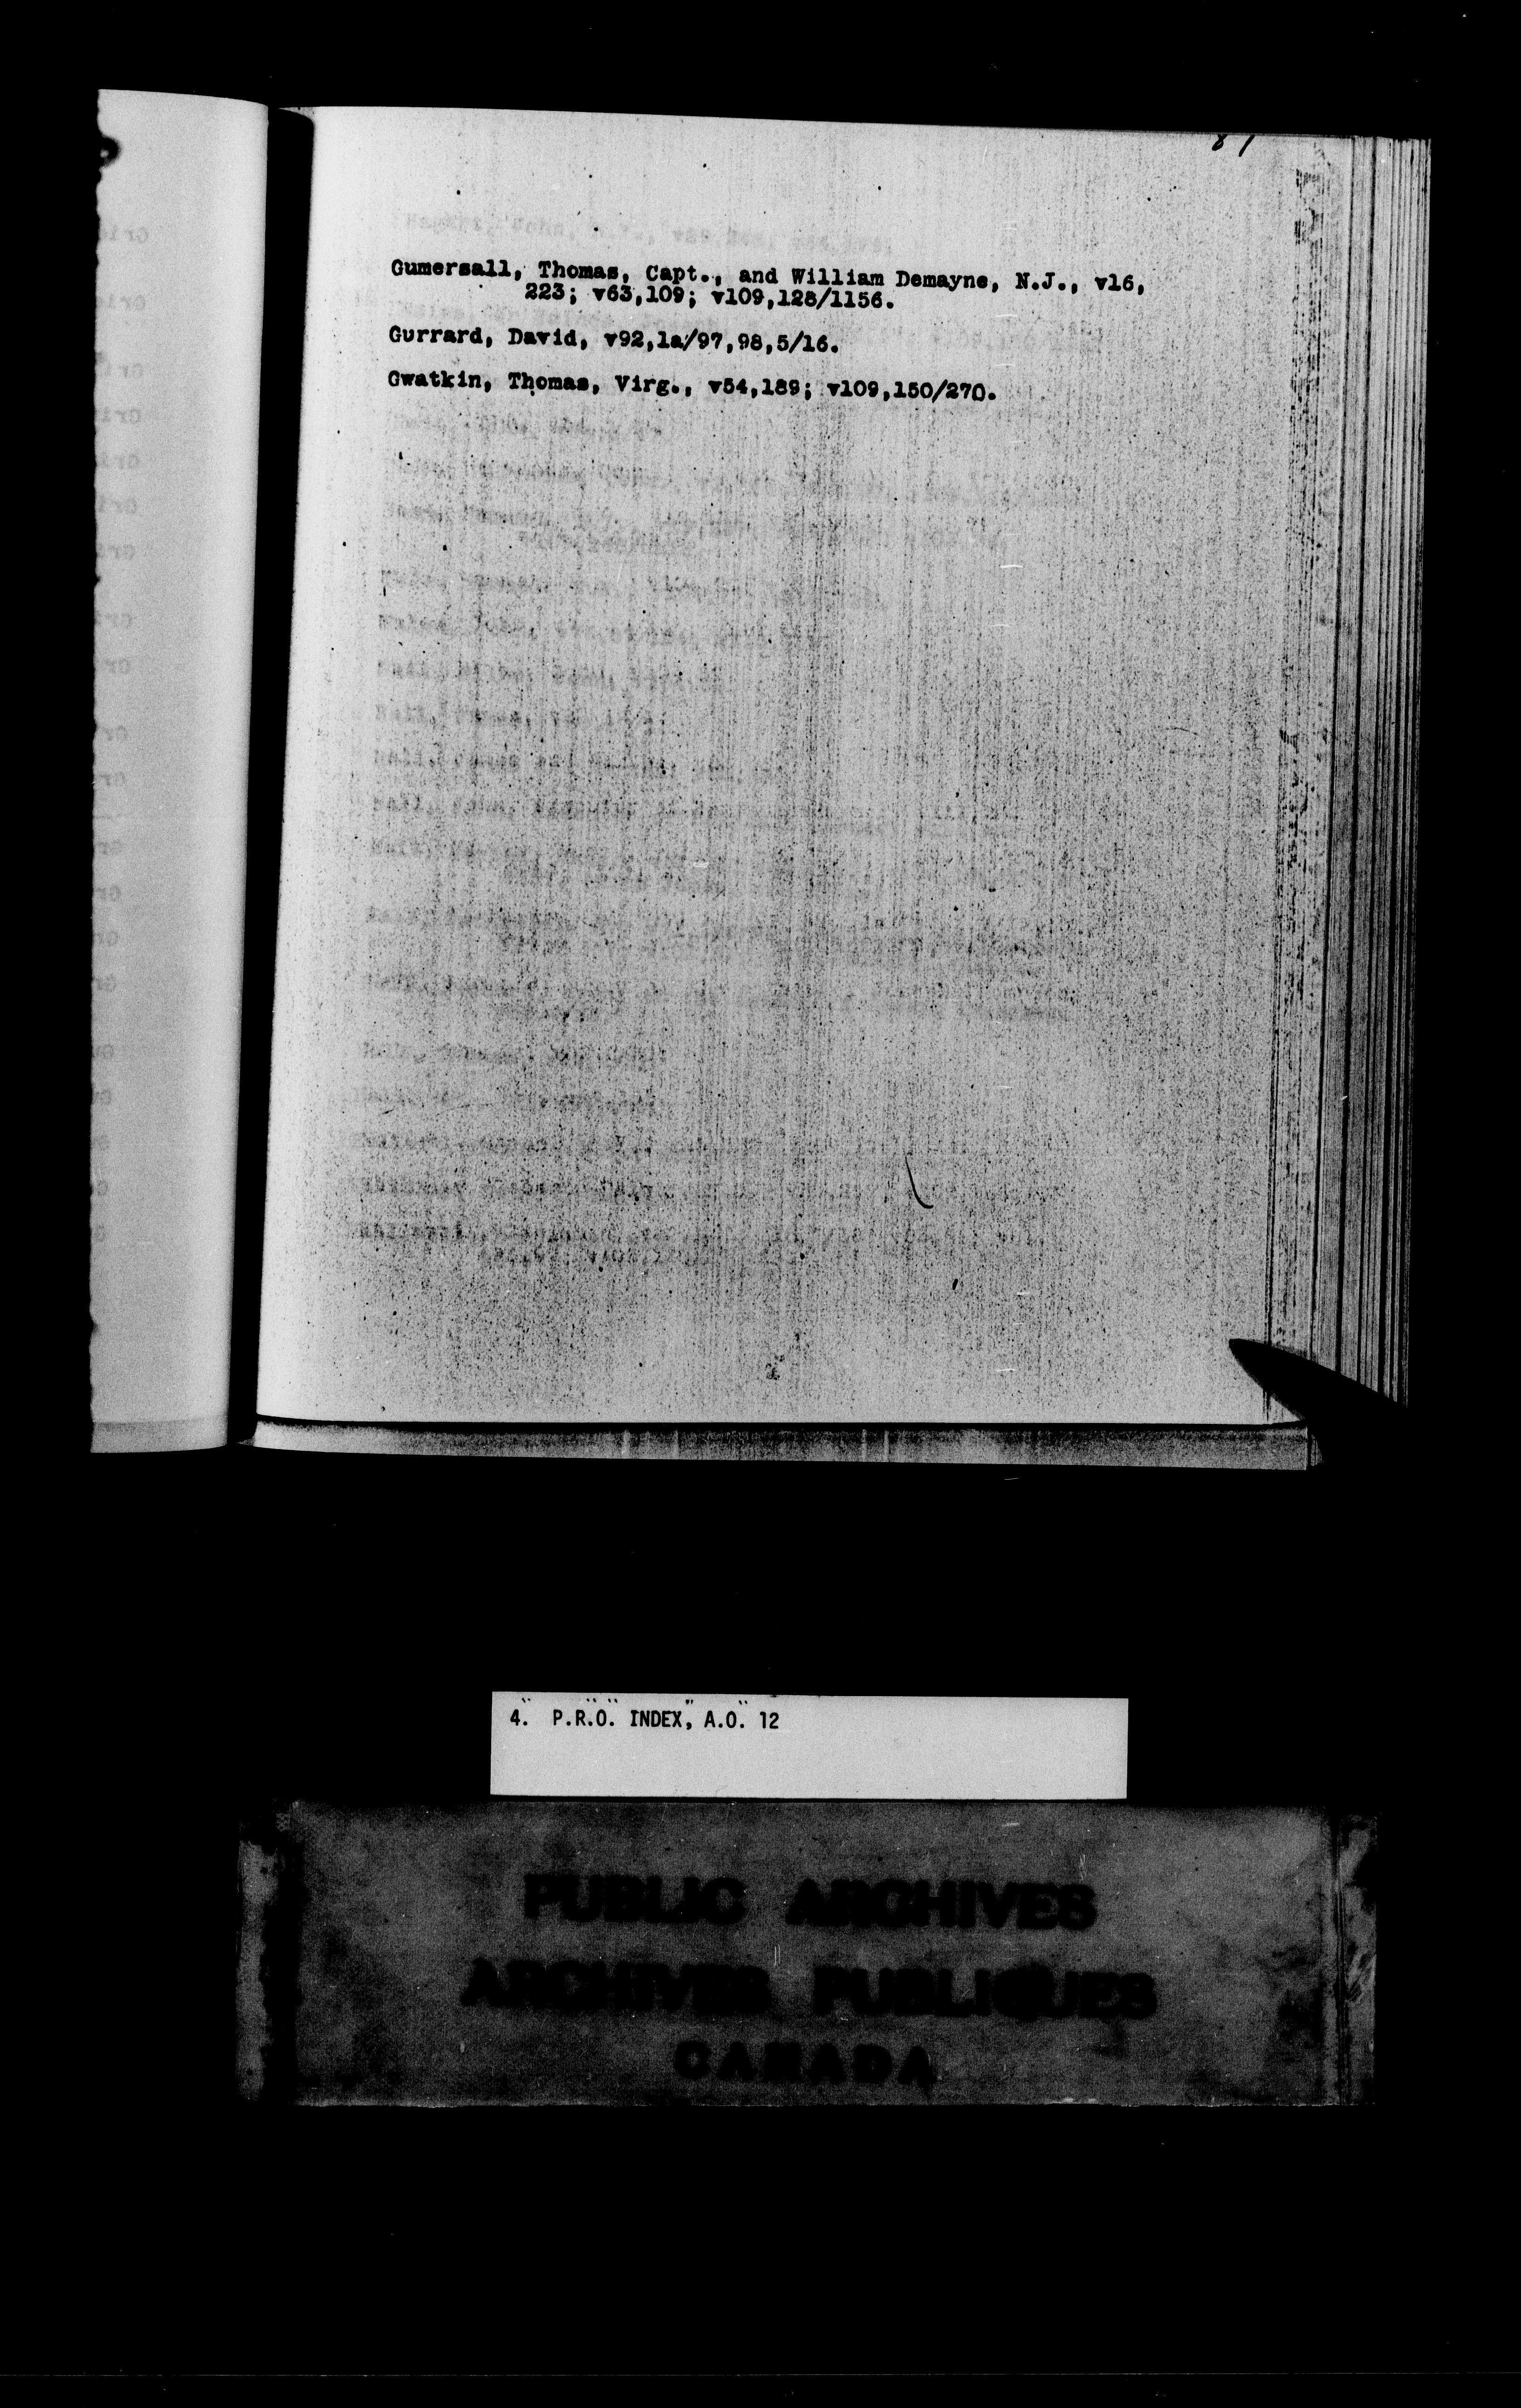 81
Gumersall, Thomas, Capt., and William Demayne, N.J., v16,
223; v63,109; v109,128/1156.
Gurrard, David, v92,1a/97,98,5/16.
Gwatkin, Thomas, Virg., v54,189; v109,150/270.
4. P.R.O. INDEX, A.O. 12
PUBLIC ARCHIVES
ARCHIVES PUBLIQUES
CANADA